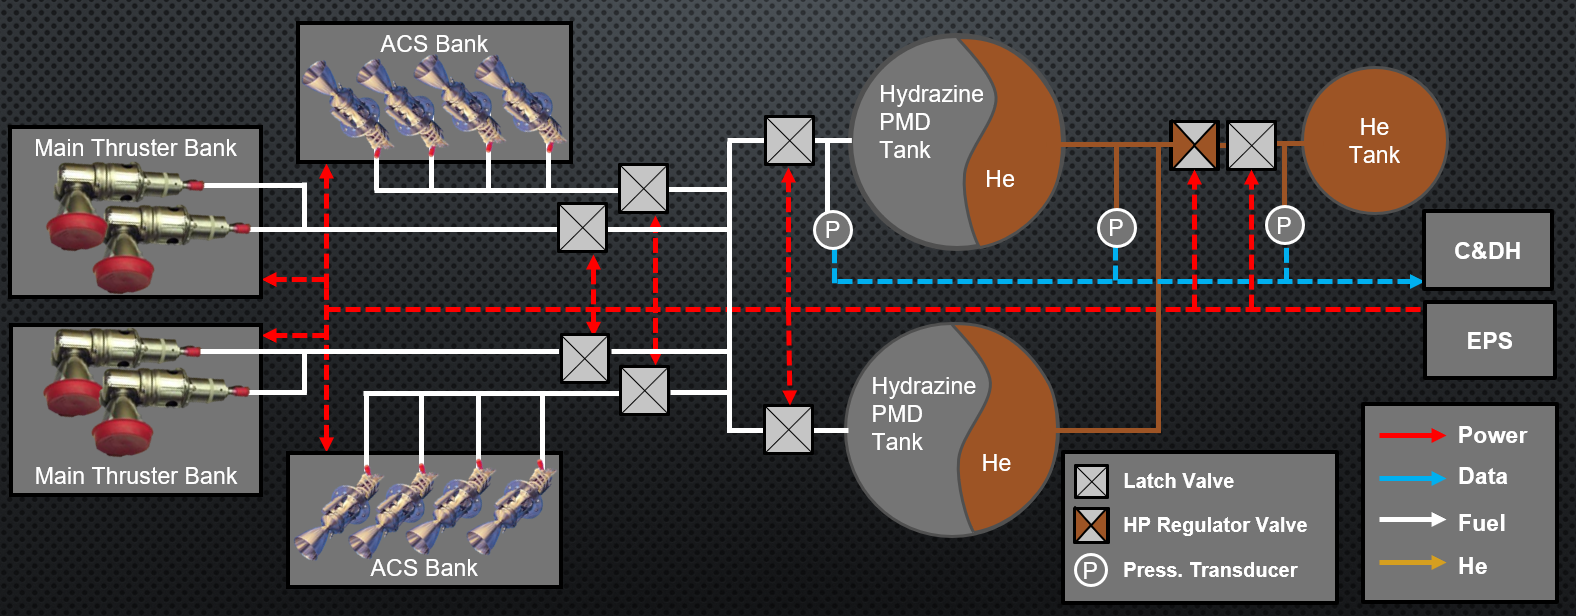 ACS Bank
Main Thruster Bank
Hydrazine
PMD
Tank
He
He
Tank
P
P
P
C&DH
EPS
Hydrazine
PMD
Tank
He
Main Thruster Bank
ACS Bank
Latch Valve
HP Regulator Valve
P
Press. Transducer
Power
Data
Fuel
He